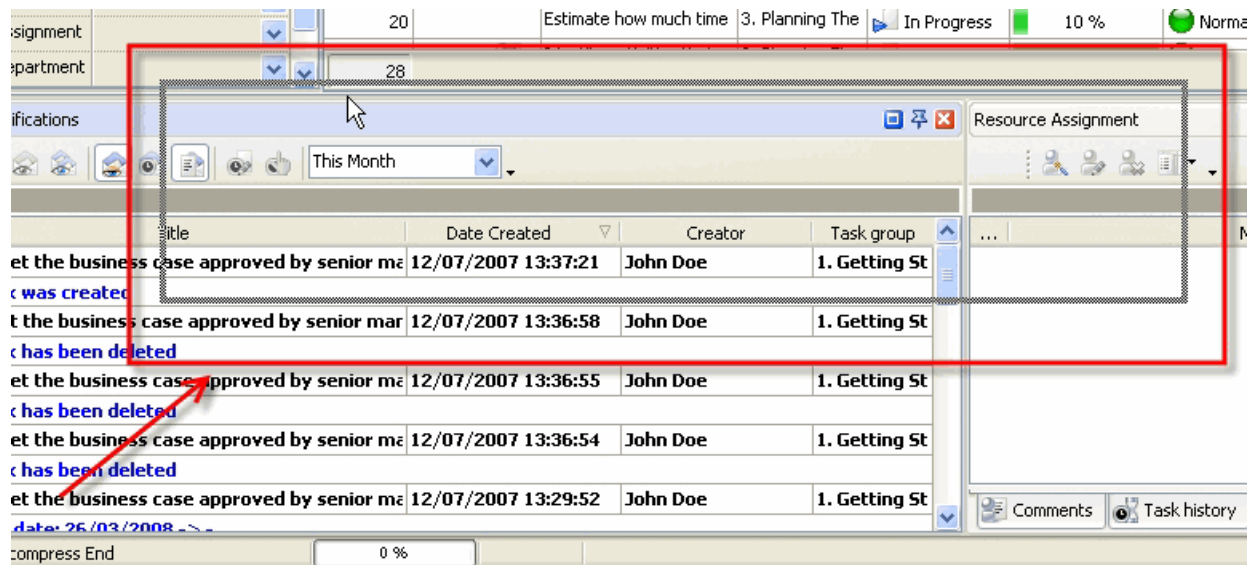 ssignment 20 Estimate how much time 3. Planning The In Progress 10 % Norma
epartment 28
ifications Resource Assignment
This Month
Title Date Created Creator Task group ...
et the business case approved by senior ma 12/07/2007 13:37:21 John Doe 1. Getting St
k was created
t the business case approved by senior mar 12/07/2007 13:36:58 John Doe 1. Getting St
k has been deleted
et the business case approved by senior ma 12/07/2007 13:36:55 John Doe 1. Getting St
k has been deleted
et the business case approved by senior ma 12/07/2007 13:36:54 John Doe 1. Getting St
k has been deleted
et the business case approved by senior ma 12/07/2007 13:29:52 John Doe 1. Getting St
date: 26/03/2008 -> -
Comments Task history
compress End 0 %